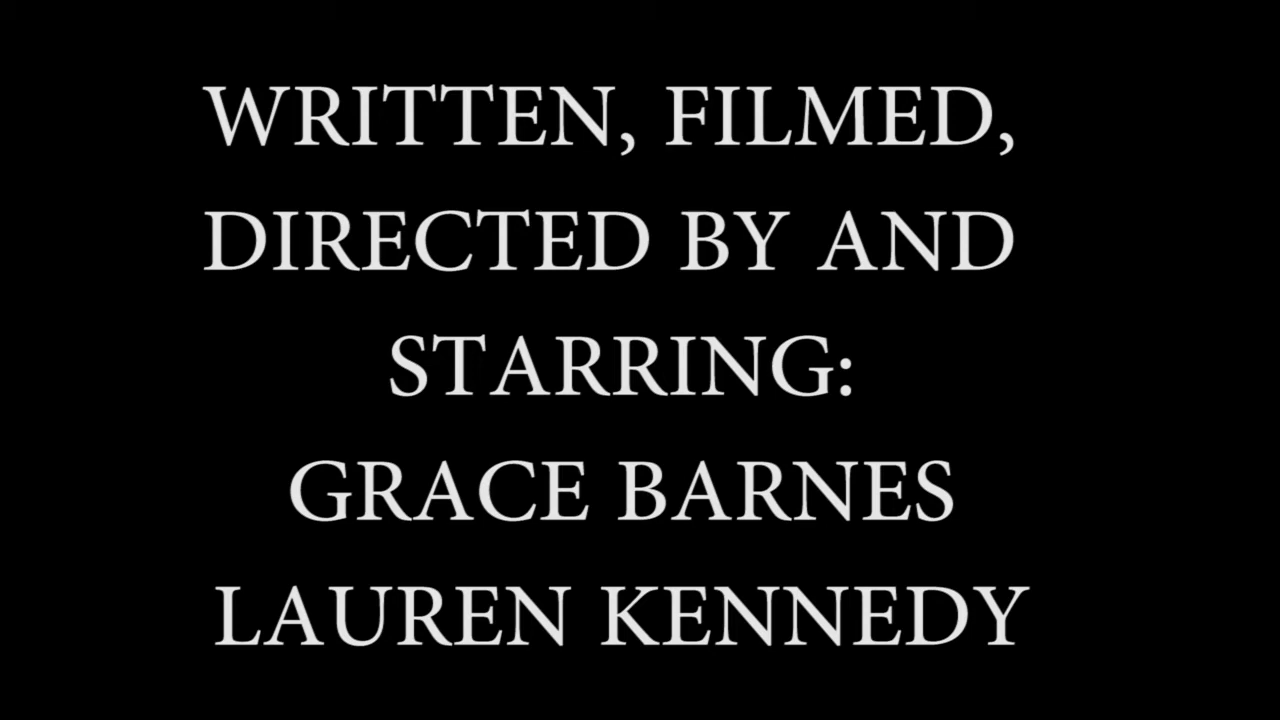 WRITTEN, FILMED,
DIRECTED BY AND
STARRING:
GRACE BARNES
LAUREN KENNEDY